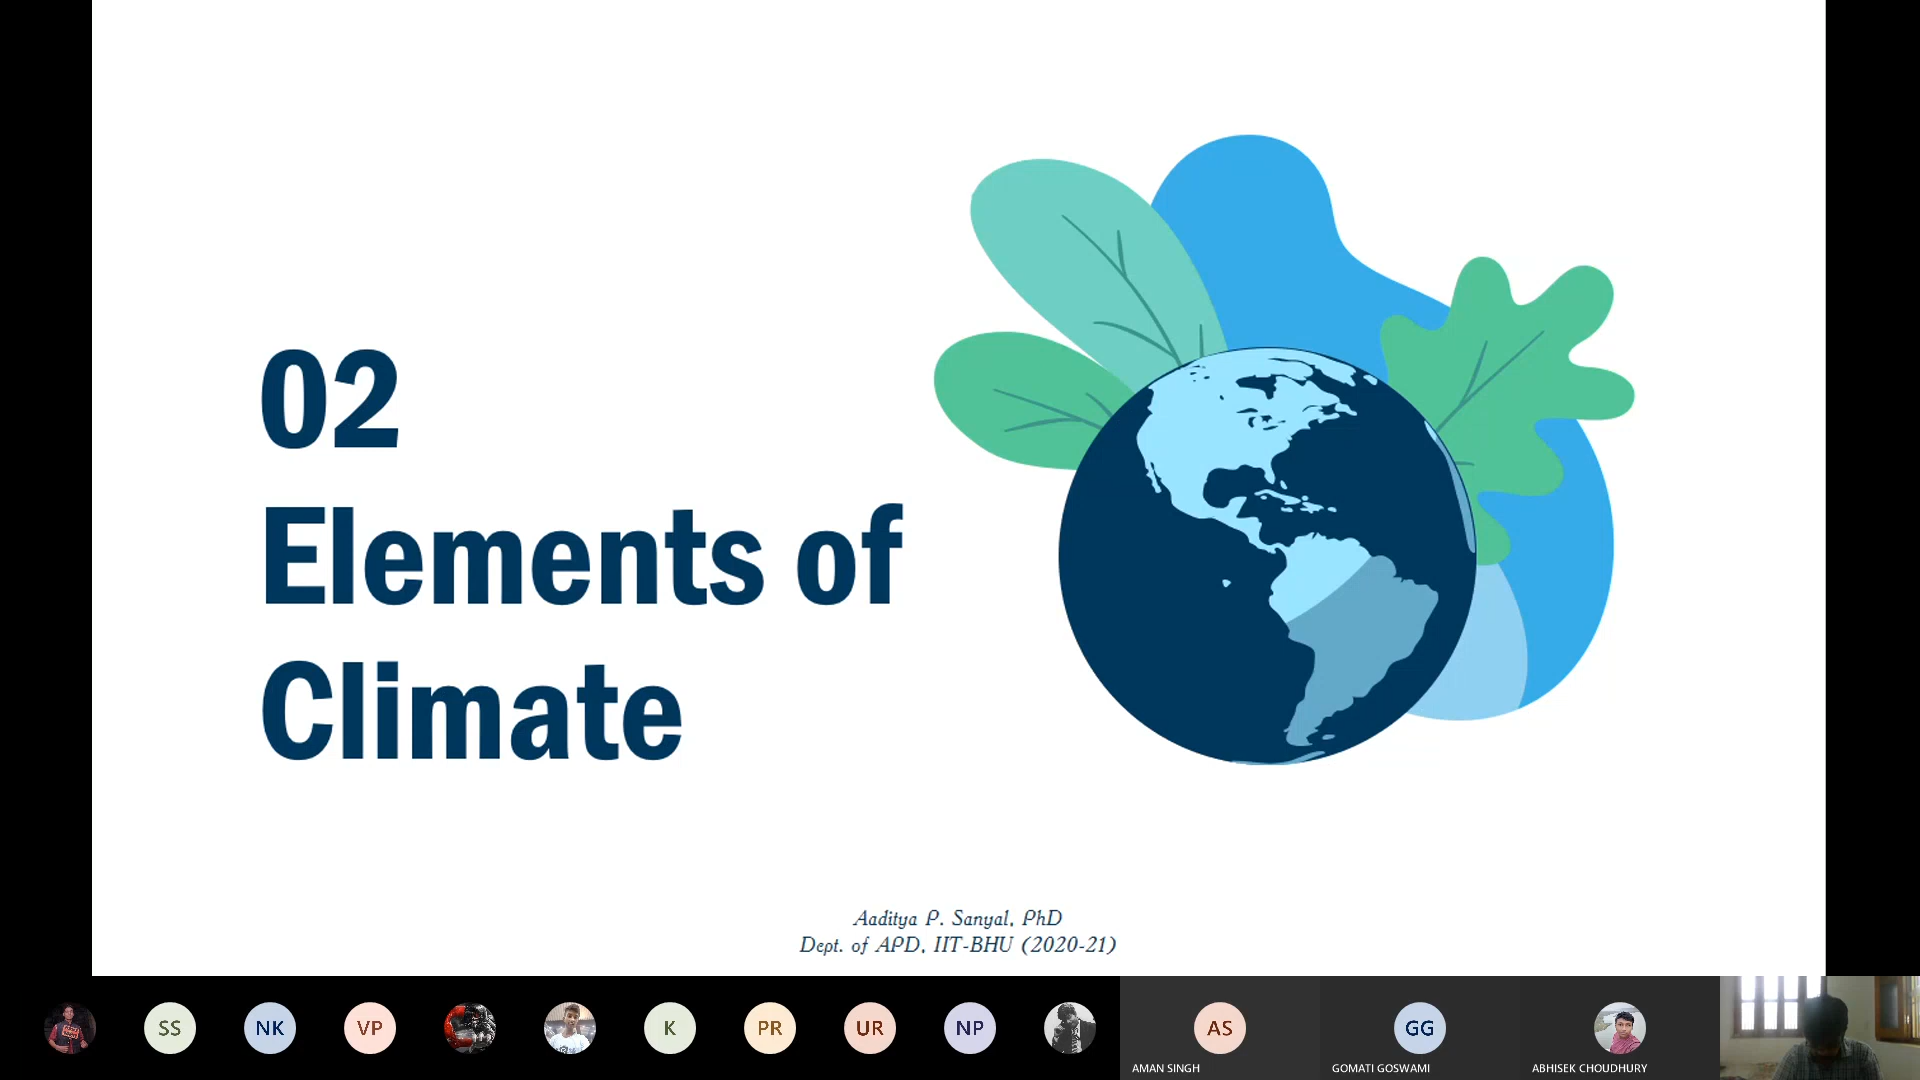 02
Elements of
Climate
Aaditya P. Sanyal, PhD
Dept. of APD, IIT-BHU (2020-21)
SS
NK
VP
K
PR
UR
NP
AS
GG
AMAN SINGH
GOMATI GOSWAMI
ABHISEK CHOUDHURY